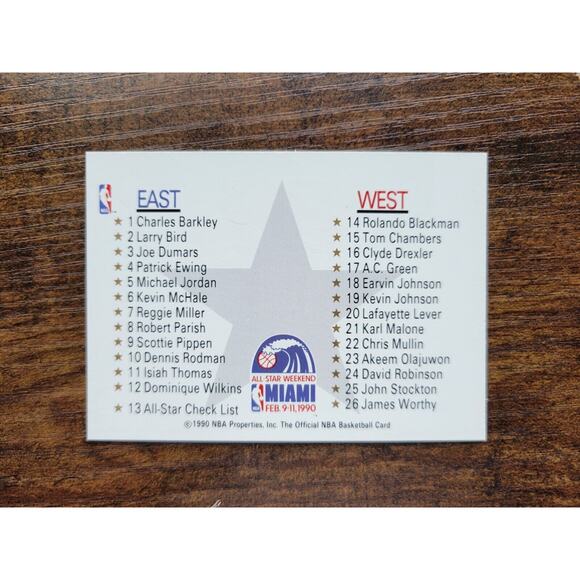 EAST
★ 1 Charles Barkley
★ 2 Larry Bird
★ 3 Joe Dumars
★ 4 Patrick Ewing
★ 5 Michael Jordan
★ 6 Kevin McHale
★ 7 Reggie Miller
★ 8 Robert Parish
★ 9 Scottie Pippen
★ 10 Dennis Rodman
★ 11 Isiah Thomas
★ 12 Dominique Wilkins
★ 13 All-Star Check List
WEST
★ 14 Rolando Blackman
★ 15 Tom Chambers
★ 16 Clyde Drexler
★ 17 A.C. Green
★ 18 Earvin Johnson
★ 19 Kevin Johnson
★ 20 Lafayette Lever
★ 21 Karl Malone
★ 22 Chris Mullin
★ 23 Akeem Olajuwon
★ 24 David Robinson
★ 25 John Stockton
★ 26 James Worthy
ALL-STAR WEEKEND
MIAMI
FEB. 9-11, 1990
© 1990 NBA Properties, Inc. The Official NBA Basketball Card